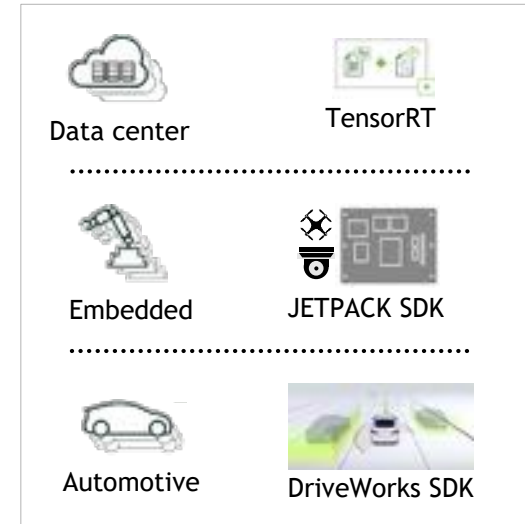 Data center
TensorRT
Embedded
JETPACK SDK
Automotive
DriveWorks SDK